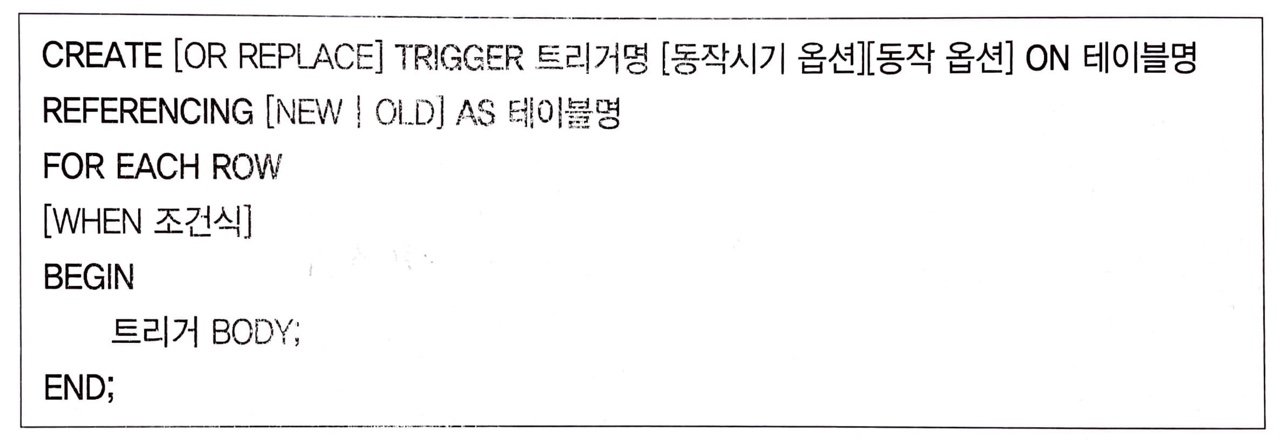 CREATE [OR REPLACE] TRIGGER 트리거명 [동작시기 옵션][동작 옵션] ON 테이블명
REFERENCING [NEW | OLD] AS 테이블명
FOR EACH ROW
[WHEN 조건식]
BEGIN
트리거 BODY;
END;